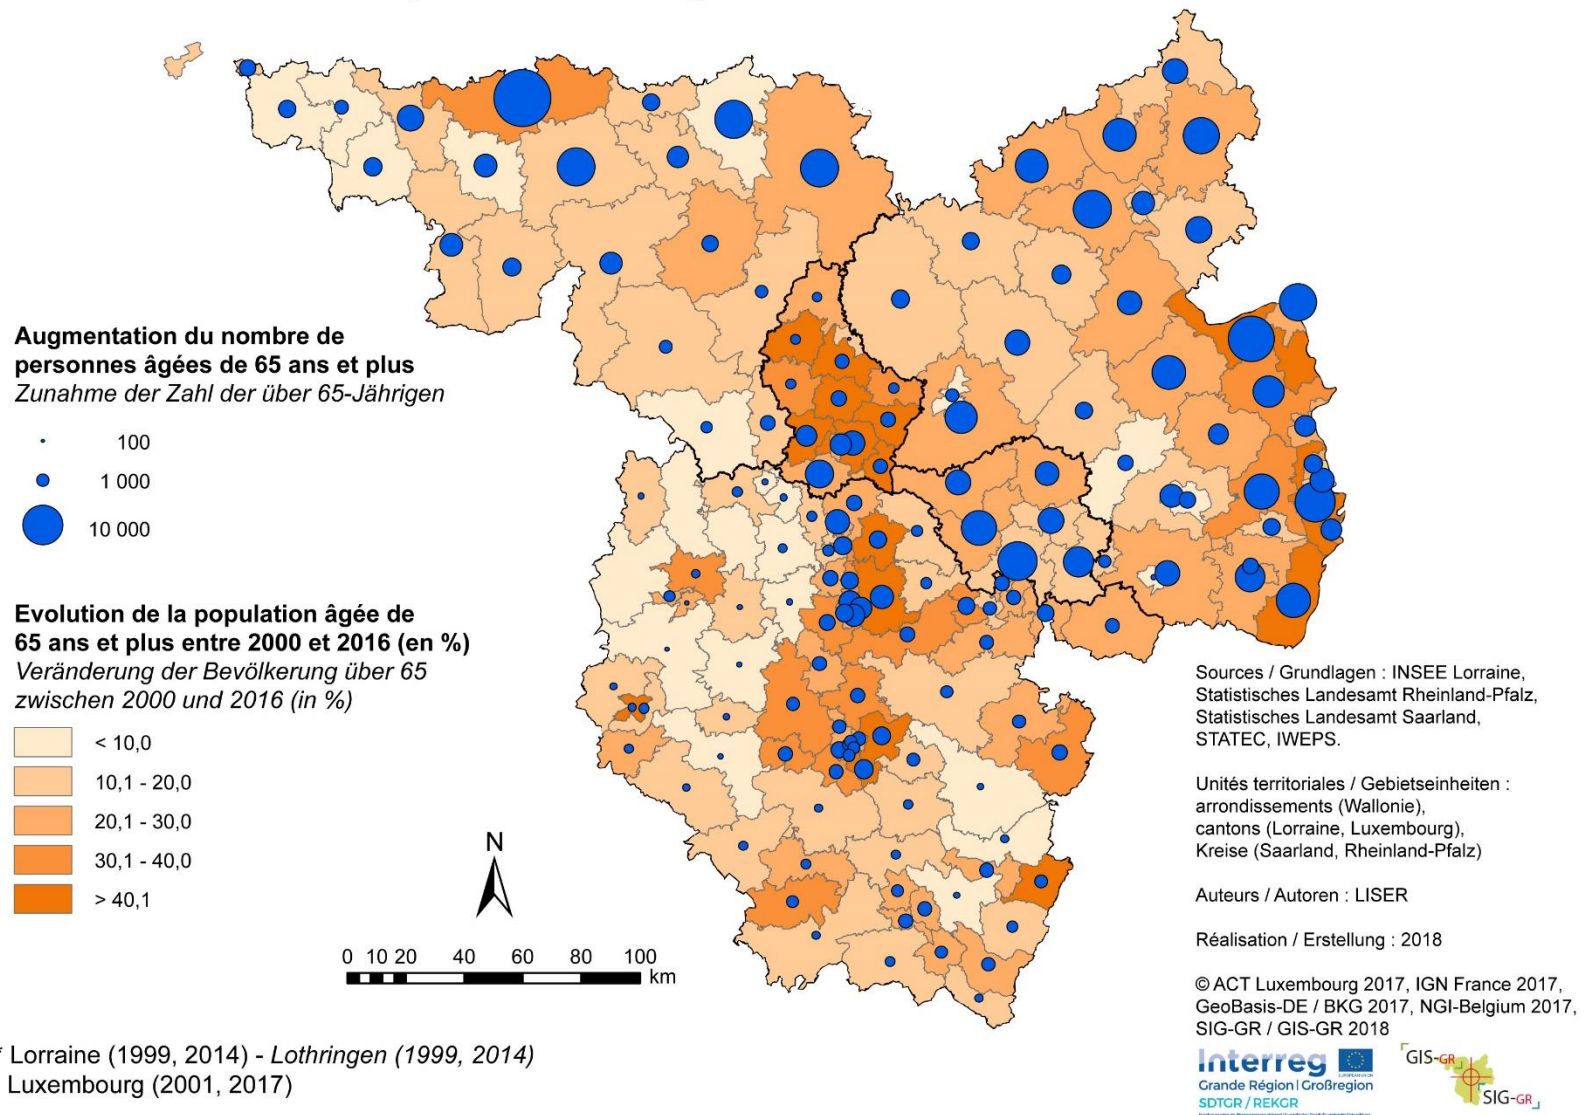 Augmentation du nombre de
personnes âgées de 65 ans et plus
Zunahme der Zahl der über 65-Jährigen
100
1 000
10 000
Evolution de la population âgée de
65 ans et plus entre 2000 et 2016 (en %)
Veränderung der Bevölkerung über 65
zwischen 2000 und 2016 (in %)
< 10,0
10,1 - 20,0
20,1 - 30,0
30,1 - 40,0
> 40,1
N
0 10 20 40 60 80 100
km
* Lorraine (1999, 2014) - Lothringen (1999, 2014)
Luxembourg (2001, 2017)
Sources / Grundlagen : INSEE Lorraine,
Statistisches Landesamt Rheinland-Pfalz,
Statistisches Landesamt Saarland,
STATEC, IWEPS.
Unités territoriales / Gebietseinheiten :
arrondissements (Wallonie),
cantons (Lorraine, Luxembourg),
Kreise (Saarland, Rheinland-Pfalz)
Auteurs / Autoren : LISER
Réalisation / Erstellung : 2018
© ACT Luxembourg 2017, IGN France 2017,
GeoBasis-DE / BKG 2017, NGI-Belgium 2017,
SIG-GR / GIS-GR 2018
Interreg
Grande Région | Großregion
SDTGR / REKGR
GIS-GR
SIG-GR